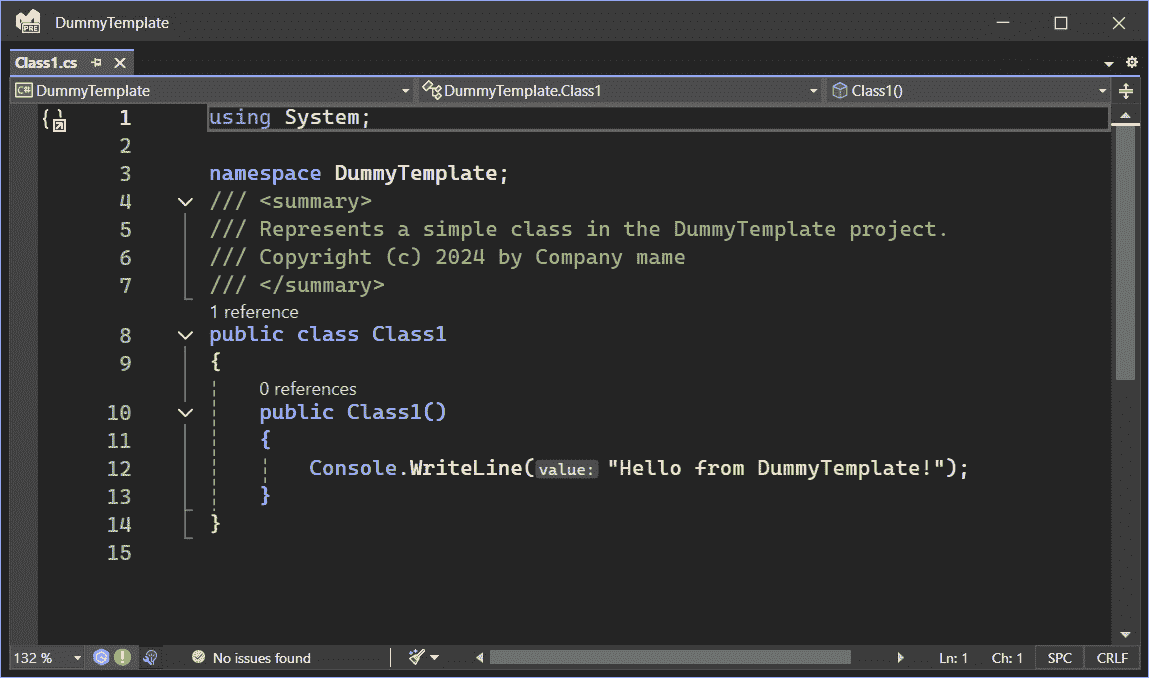 PRE DummyTemplate
Class1.cs
C# DummyTemplate DummyTemplate.Class1 Class1()
1 using System;
2
3 namespace DummyTemplate;
4 /// <summary>
5 /// Represents a simple class in the DummyTemplate project.
6 /// Copyright (c) 2024 by Company mame
7 /// </summary>
1 reference
8 public class Class1
9 {
0 references
10 public Class1()
11 {
12 Console.WriteLine(value: "Hello from DummyTemplate!");
13 }
14 }
15
132 % No issues found Ln: 1 Ch: 1 SPC CRLF